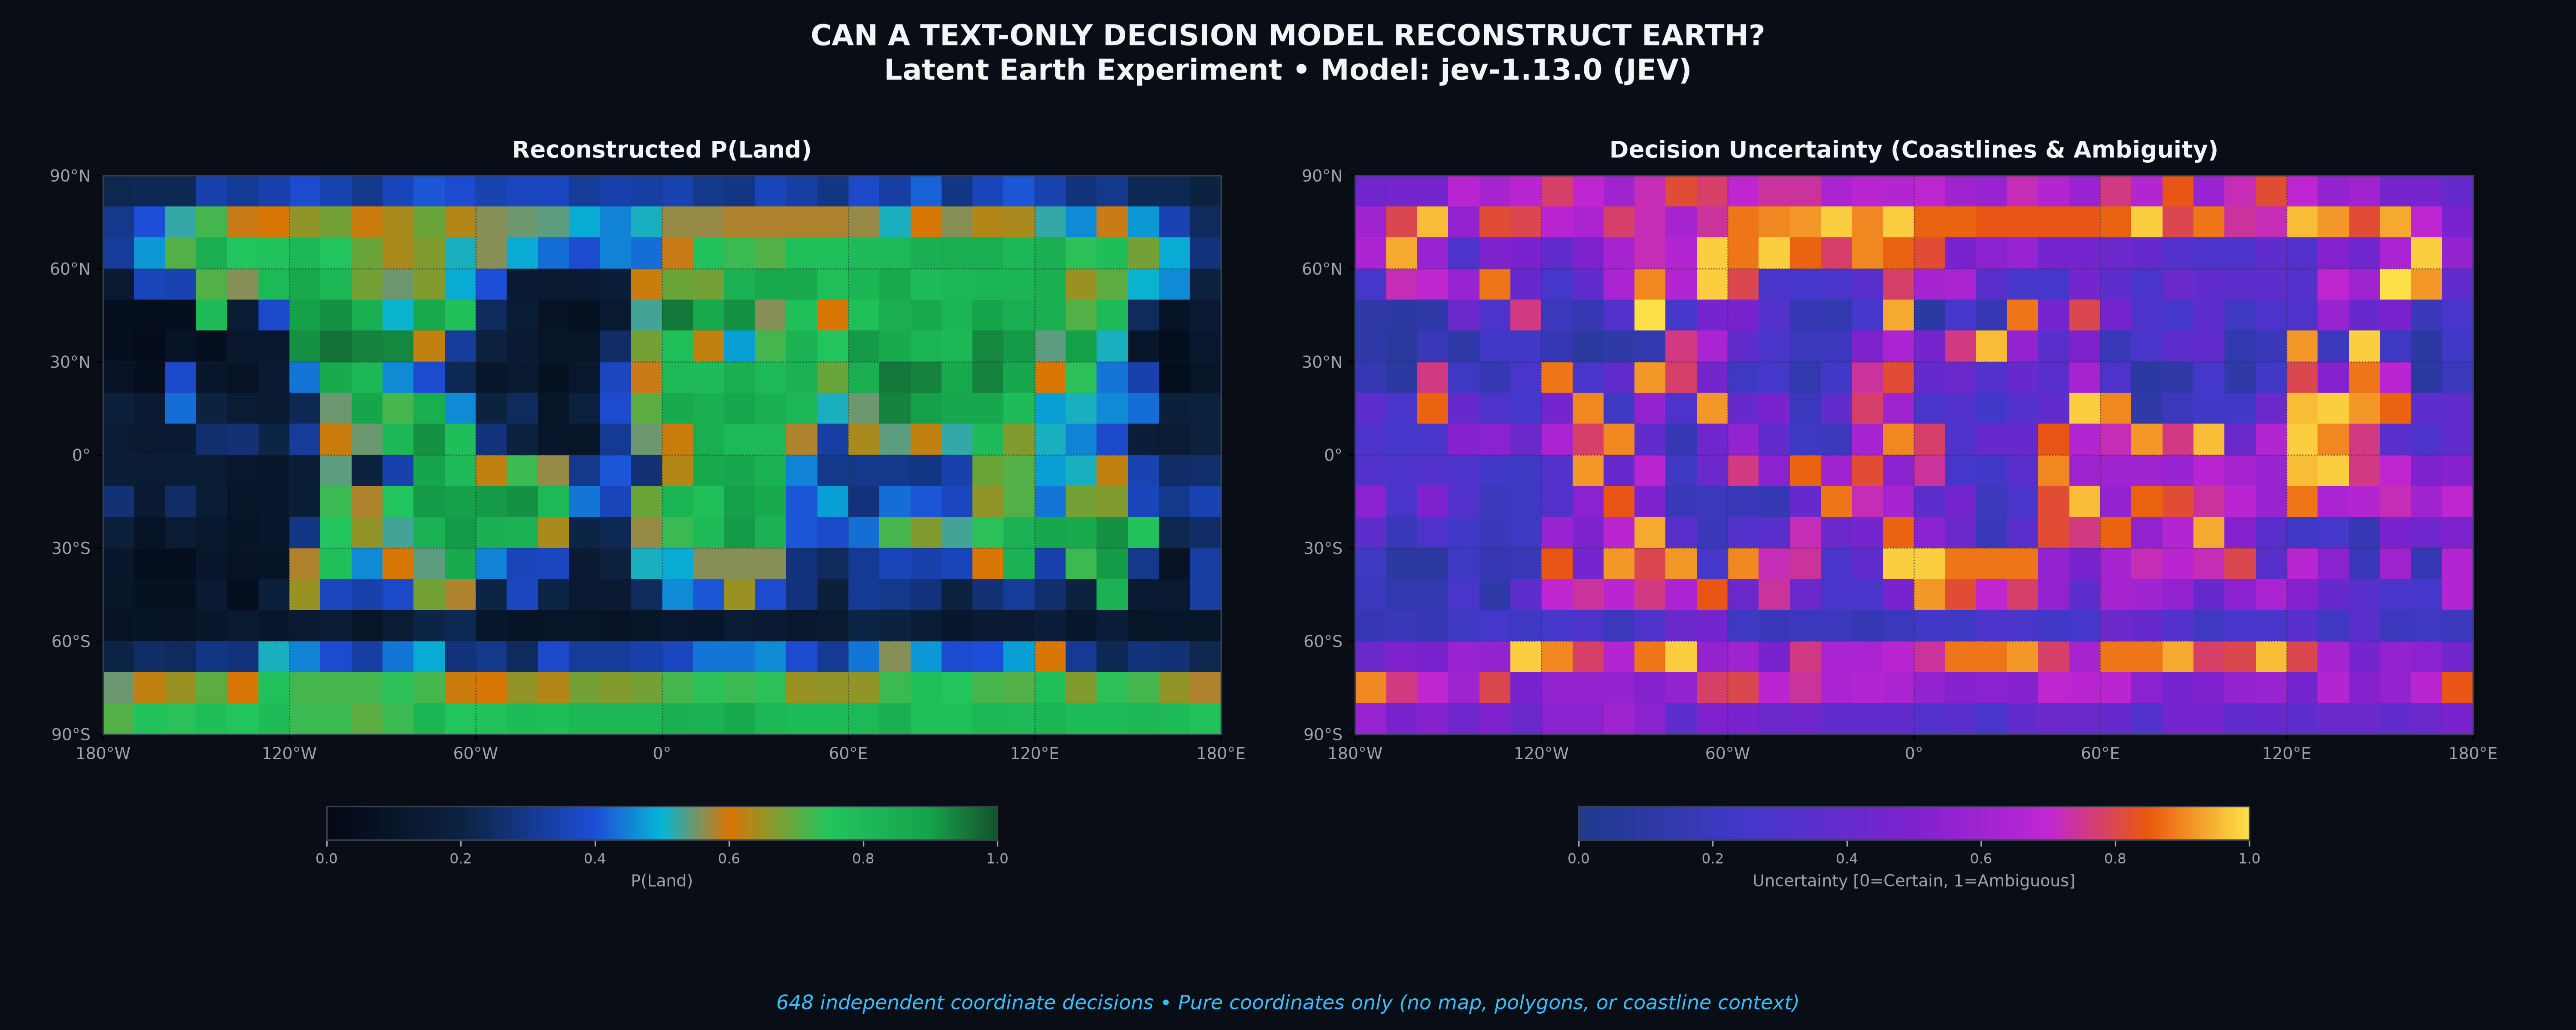 CAN A TEXT-ONLY DECISION MODEL RECONSTRUCT EARTH?
Latent Earth Experiment • Model: jev-1.13.0 (JEV)
Reconstructed P(Land)
90°N
60°N
30°N
0°
30°S
60°S
90°S
180°W 120°W 60°W 0° 60°E 120°E 180°E
0.0 0.2 0.4 0.6 0.8 1.0
P(Land)
Decision Uncertainty (Coastlines & Ambiguity)
90°N
60°N
30°N
0°
30°S
60°S
90°S
180°W 120°W 60°W 0° 60°E 120°E 180°E
0.0 0.2 0.4 0.6 0.8 1.0
Uncertainty [0=Certain, 1=Ambiguous]
648 independent coordinate decisions • Pure coordinates only (no map, polygons, or coastline context)